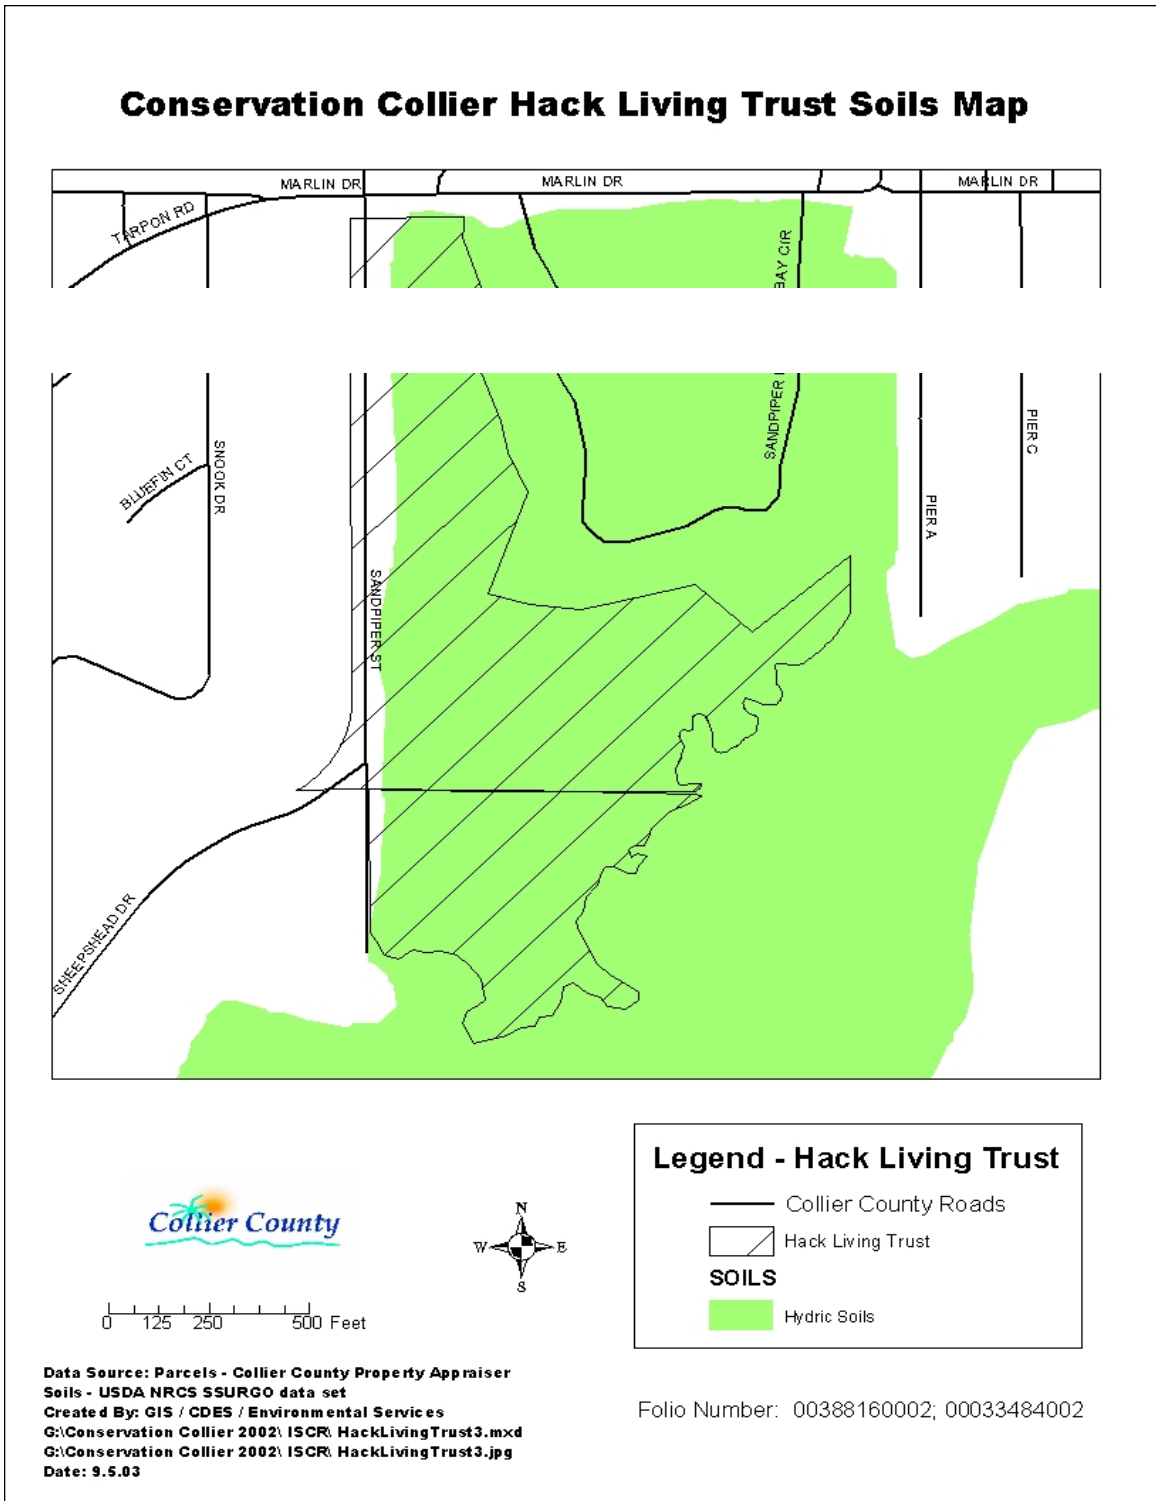 Conservation Collier Hack Living Trust Soils Map
MARLIN DR
MARLIN DR
MARLIN DR
TARPON RD
BAY CIR
SANDPIPER
SNOOK DR
BLUEFIN CT
PIER C
PIER A
SANDPIPER ST
SHEEPSHEAD DR
Legend - Hack Living Trust
Collier County Roads
Hack Living Trust
SOILS
Hydric Soils
Collier County
N
W E
S
0 125 250 500 Feet
Data Source: Parcels - Collier County Property Appraiser
Soils - USDA NRCS SSURGO data set
Created By: GIS / CDES / Environmental Services
G:\Conservation Collier 2002\ ISCR\ HackLivingTrust3.mxd
G:\Conservation Collier 2002\ ISCR\ HackLivingTrust3.jpg
Date: 9.5.03
Folio Number: 00388160002; 00033484002